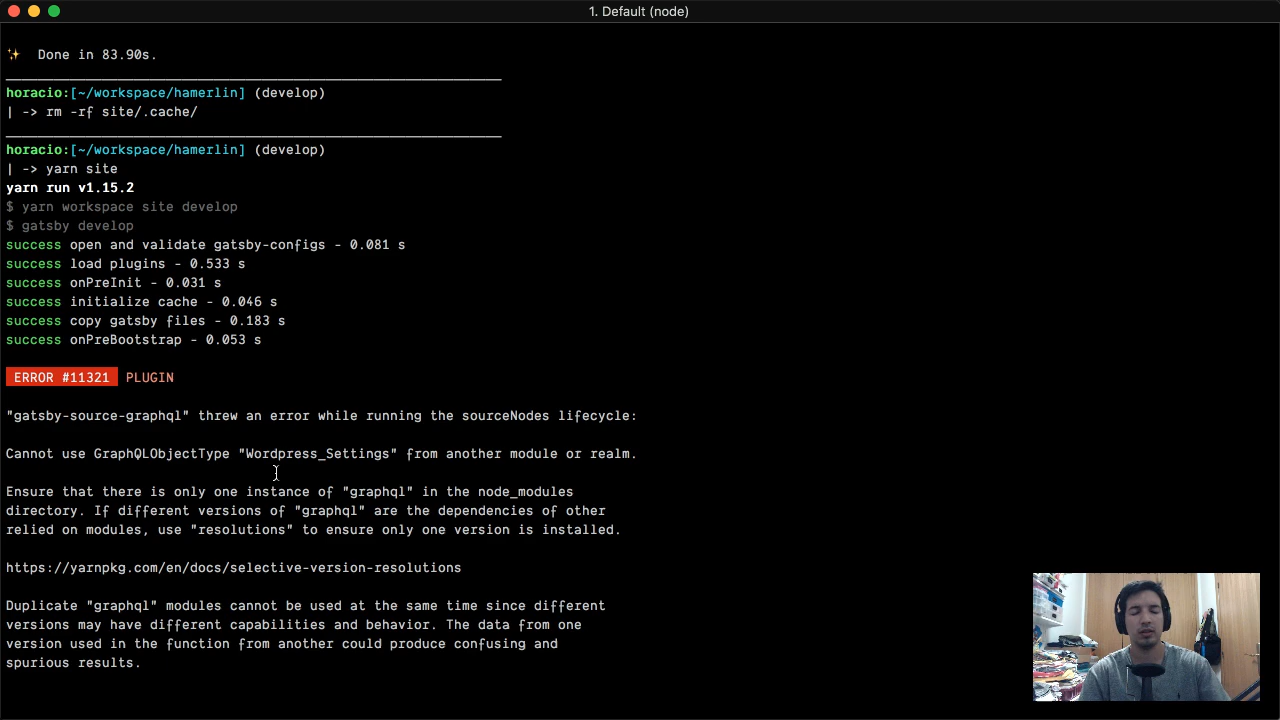 1. Default (node)
✨  Done in 83.90s.
horacio:[~/workspace/hamerlin] (develop)
| -> rm -rf site/.cache/
horacio:[~/workspace/hamerlin] (develop)
| -> yarn site
yarn run v1.15.2
$ yarn workspace site develop
$ gatsby develop
success open and validate gatsby-configs - 0.081 s
success load plugins - 0.533 s
success onPreInit - 0.031 s
success initialize cache - 0.046 s
success copy gatsby files - 0.183 s
success onPreBootstrap - 0.053 s
ERROR #11321  PLUGIN
"gatsby-source-graphql" threw an error while running the sourceNodes lifecycle:
Cannot use GraphQLObjectType "Wordpress_Settings" from another module or realm.
Ensure that there is only one instance of "graphql" in the node_modules
directory. If different versions of "graphql" are the dependencies of other
relied on modules, use "resolutions" to ensure only one version is installed.
https://yarnpkg.com/en/docs/selective-version-resolutions
Duplicate "graphql" modules cannot be used at the same time since different
versions may have different capabilities and behavior. The data from one
version used in the function from another could produce confusing and
spurious results.